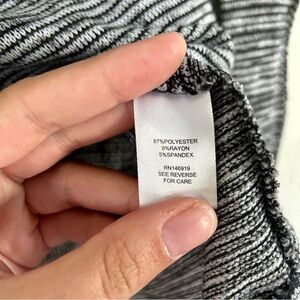 87%POLYESTER
8%RAYON
5%SPANDEX
RN146919
SEE REVERSE
FOR CARE